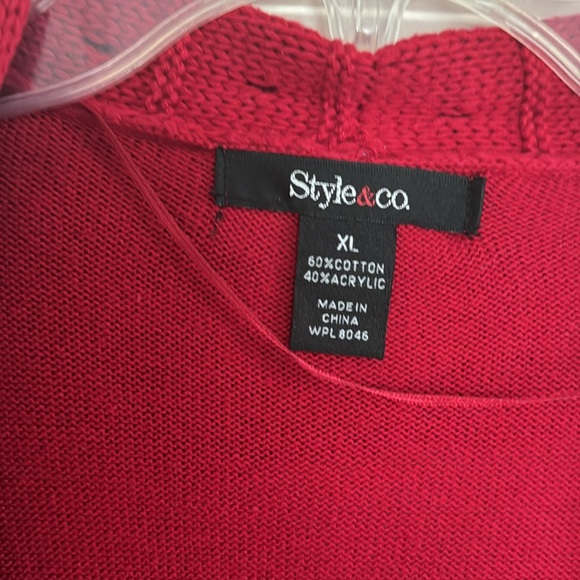 Style&co.
XL
60%COTTON
40%ACRYLIC
MADE IN
CHINA
WPL 8046